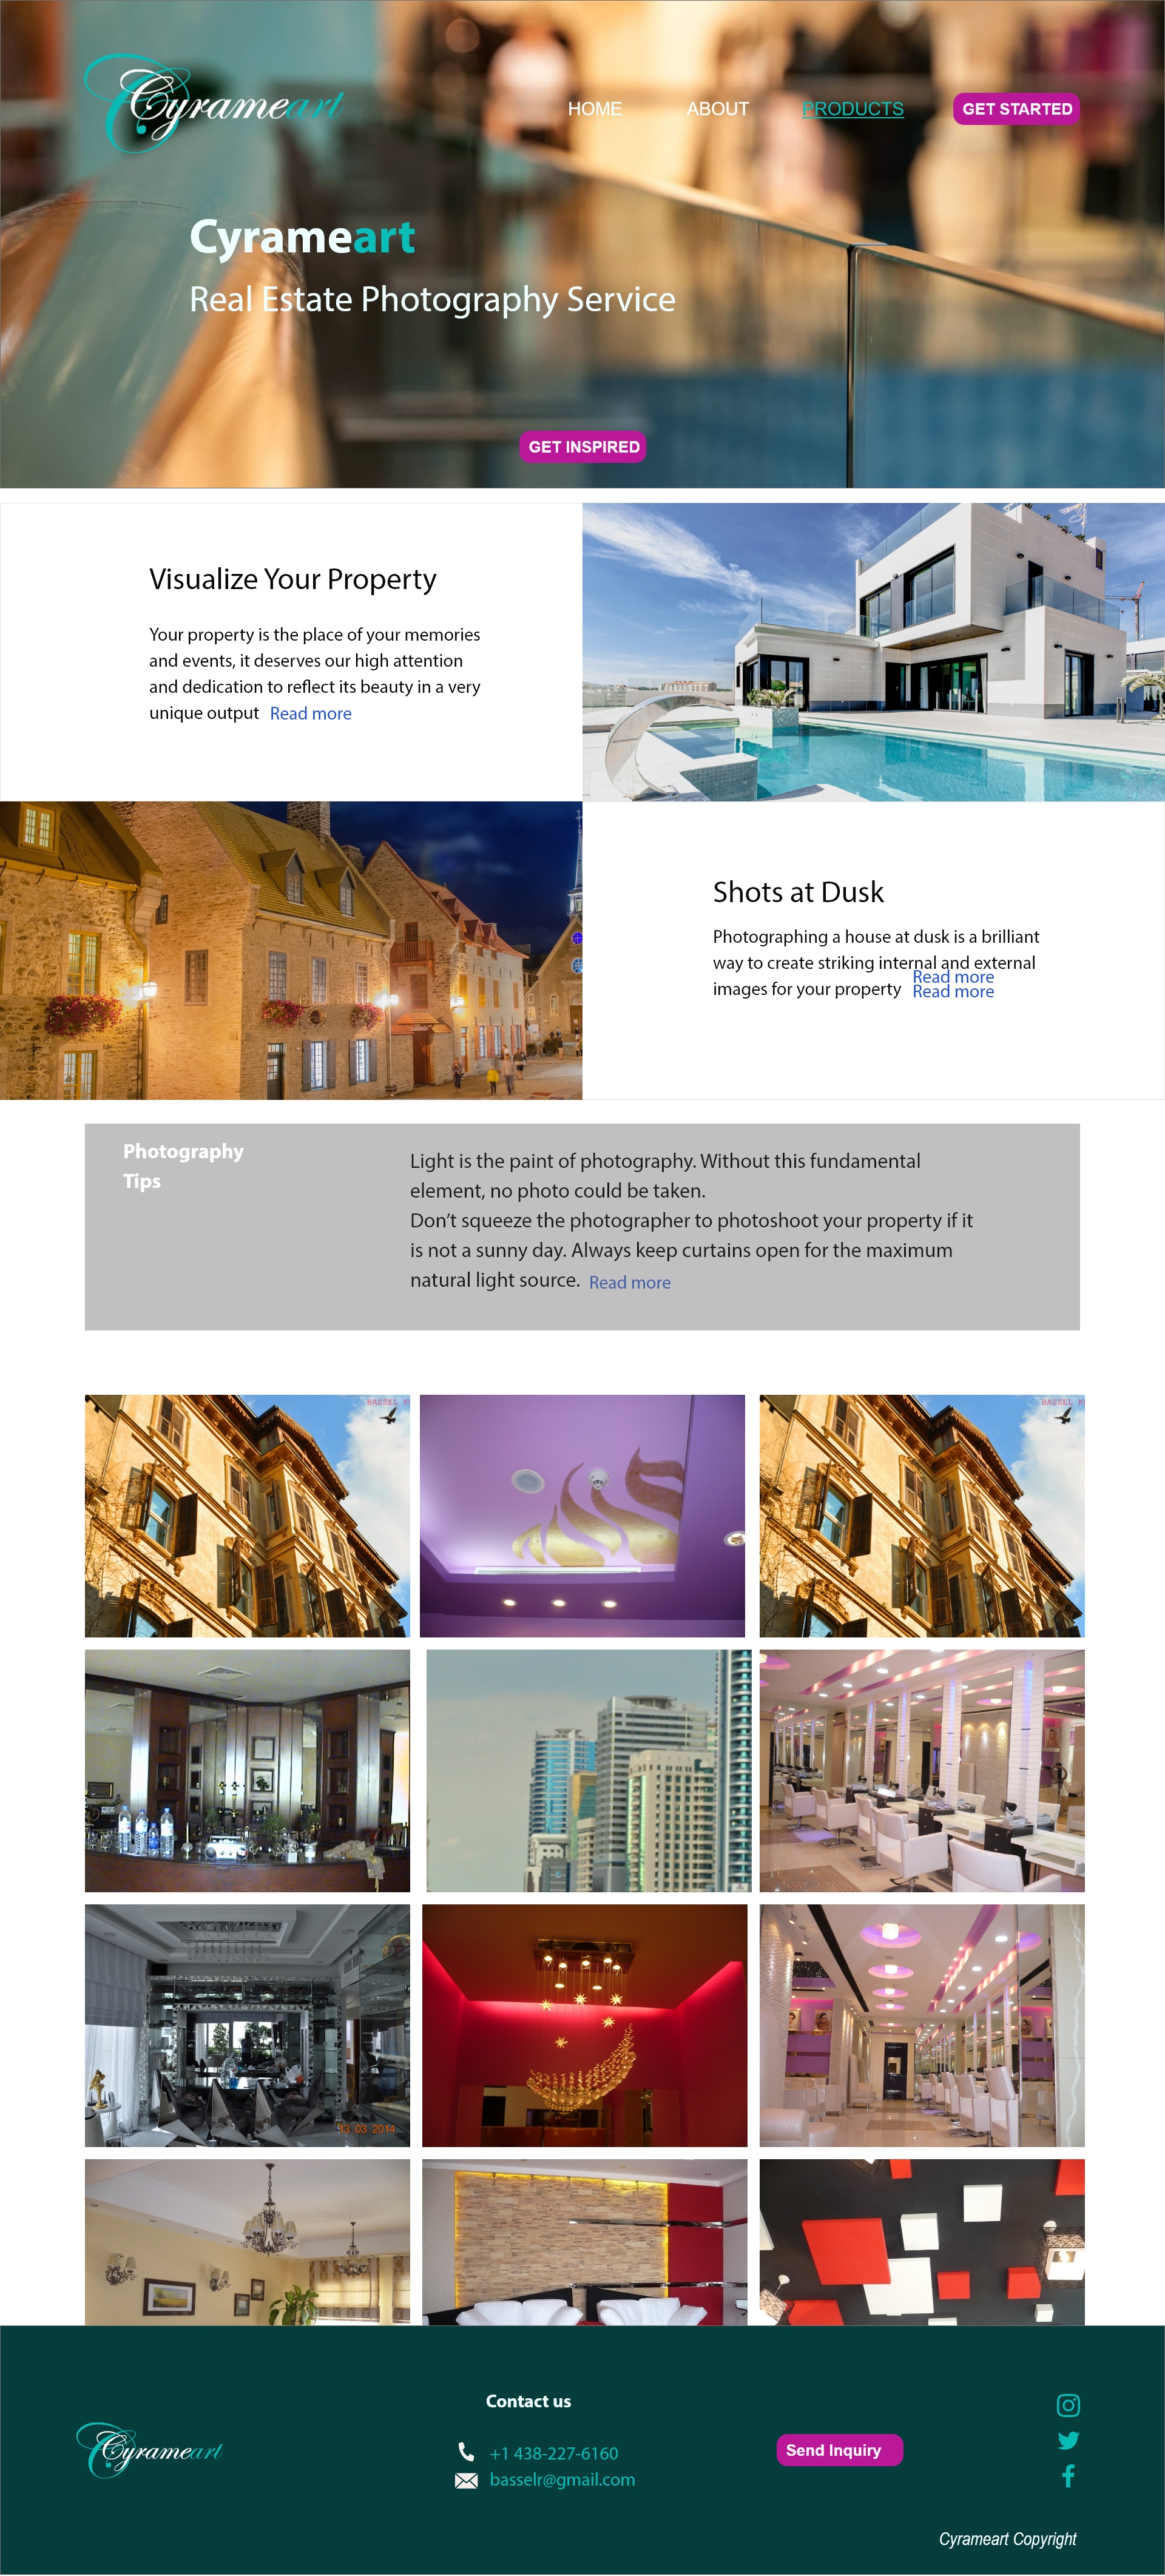 Cyrameart
HOME
ABOUT
PRODUCTS
GET STARTED
Cyrameart
Real Estate Photography Service
GET INSPIRED
Visualize Your Property
Your property is the place of your memories
and events, it deserves our high attention
and dedication to reflect its beauty in a very
unique output Read more
Shots at Dusk
Photographing a house at dusk is a brilliant
way to create striking internal and external
Read more
images for your property Read more
Photography
Tips
Light is the paint of photography. Without this fundamental
element, no photo could be taken.
Don’t squeeze the photographer to photoshoot your property if it
is not a sunny day. Always keep curtains open for the maximum
natural light source. Read more
BASSEL
BASSEL
13 03 2014
Cyrameart
Contact us
+1 438-227-6160
basselr@gmail.com
Send Inquiry
Cyrameart Copyright